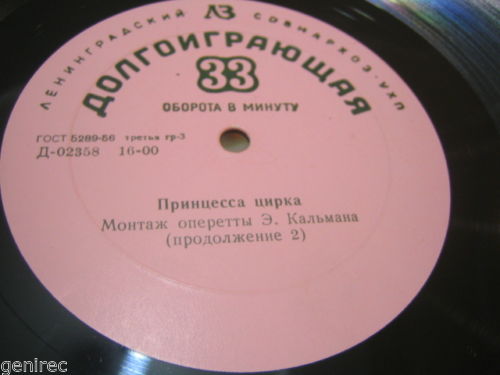 ЛЕНИНГРАДСКИЙ ЛЗ СОВНАРХОЗ-УХП
ДОЛГОИГРАЮЩАЯ
33
ОБОРОТА В МИНУТУ
ГОСТ 5289-56 третья гр-3
Д-02358 16-00
Принцесса цирка
Монтаж оперетты Э. Кальмана
(продолжение 2)
genirec